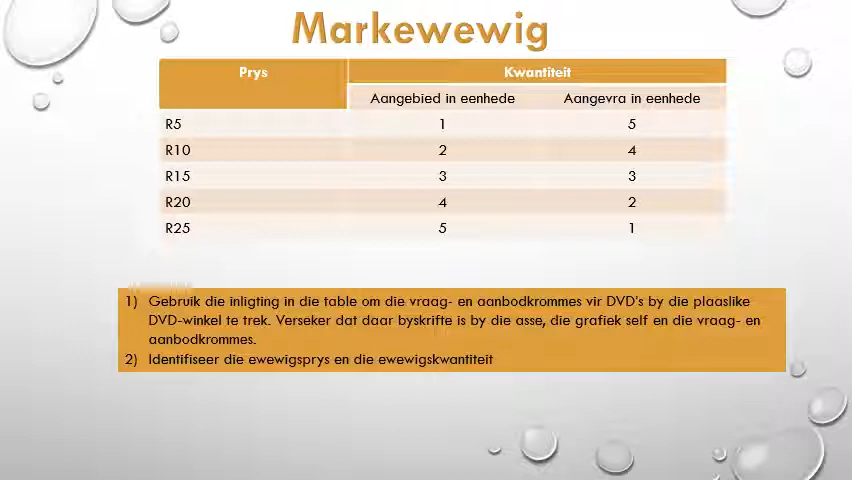 Markewewig
Prys Kwantiteit
Aangebied in eenhede Aangevra in eenhede
R5 1 5
R10 2 4
R15 3 3
R20 4 2
R25 5 1
1) Gebruik die inligting in die table om die vraag- en aanbodkrommes vir DVD's by die plaaslike
DVD-winkel te trek. Verseker dat daar byskrifte is by die asse, die grafiek self en die vraag- en
aanbodkrommes.
2) Identifiseer die ewewigsprys en die ewewigskwantiteit